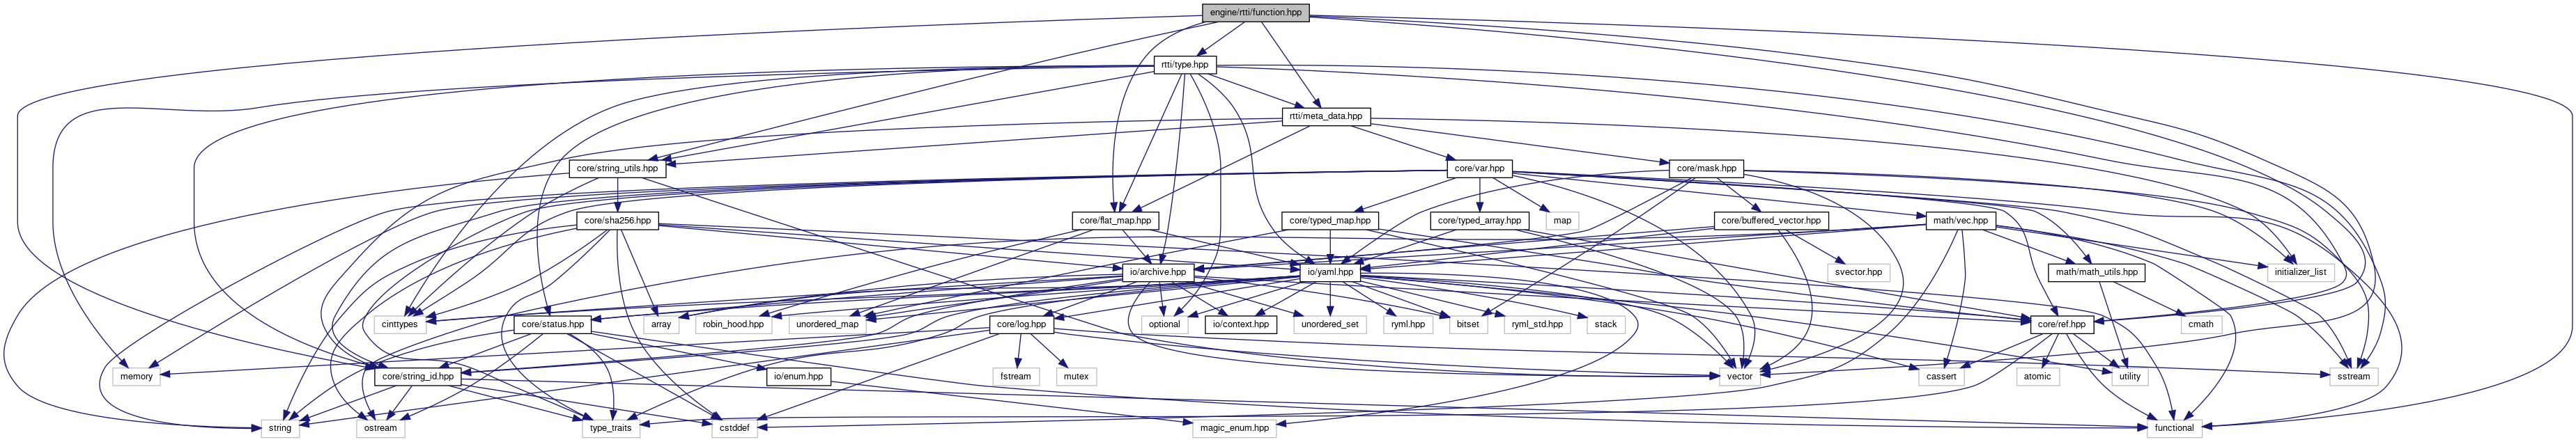 engine/rtti/function.hpp
rtti/type.hpp
rtti/meta_data.hpp
core/string_utils.hpp
core/var.hpp
core/mask.hpp
core/sha256.hpp
core/flat_map.hpp
core/typed_map.hpp
core/typed_array.hpp
map
core/buffered_vector.hpp
math/vec.hpp
io/archive.hpp
io/yaml.hpp
svector.hpp
math/math_utils.hpp
initializer_list
cinttypes
core/status.hpp
array
robin_hood.hpp
unordered_map
core/log.hpp
optional
io/context.hpp
unordered_set
ryml.hpp
bitset
ryml_std.hpp
stack
core/ref.hpp
cmath
memory
core/string_id.hpp
io/enum.hpp
fstream
mutex
vector
cassert
atomic
utility
sstream
string
ostream
type_traits
cstddef
magic_enum.hpp
functional